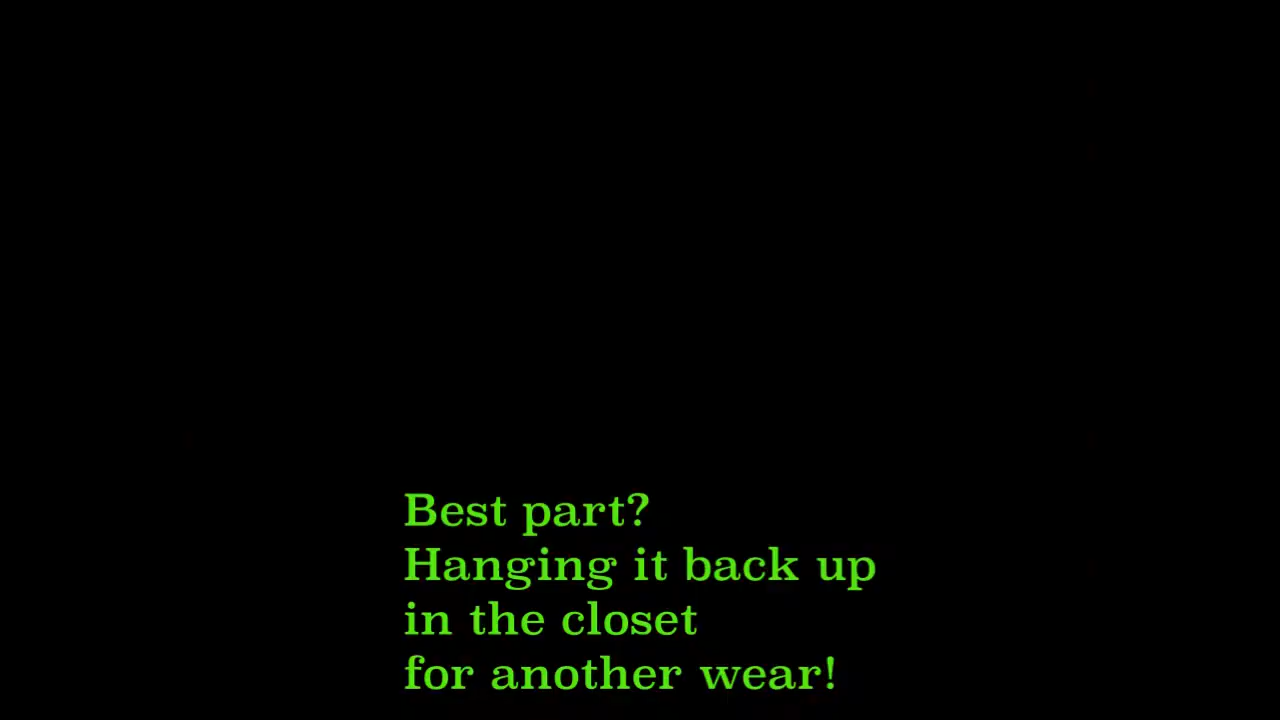 Best part?
Hanging it back up
in the closet
for another wear!